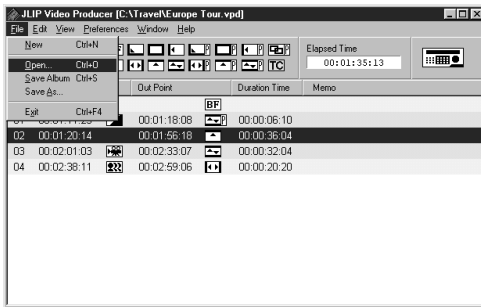 JLIP Video Producer [C:\Travel\Europe Tour.vpd]
File Edit View Preferences Window Help
New Ctrl+N
Open... Ctrl+O
Save Album Ctrl+S
Save As...
Exit Ctrl+F4
P P P P
P P TC
Elapsed Time
00:01:35:13
Out Point Duration Time Memo
BF
00:01:18:08 P 00:00:06:10
02 00:01:20:14 00:01:56:18 00:00:36:04
03 00:02:01:03 00:02:33:07 00:00:32:04
04 00:02:38:11 00:02:59:06 00:00:20:20